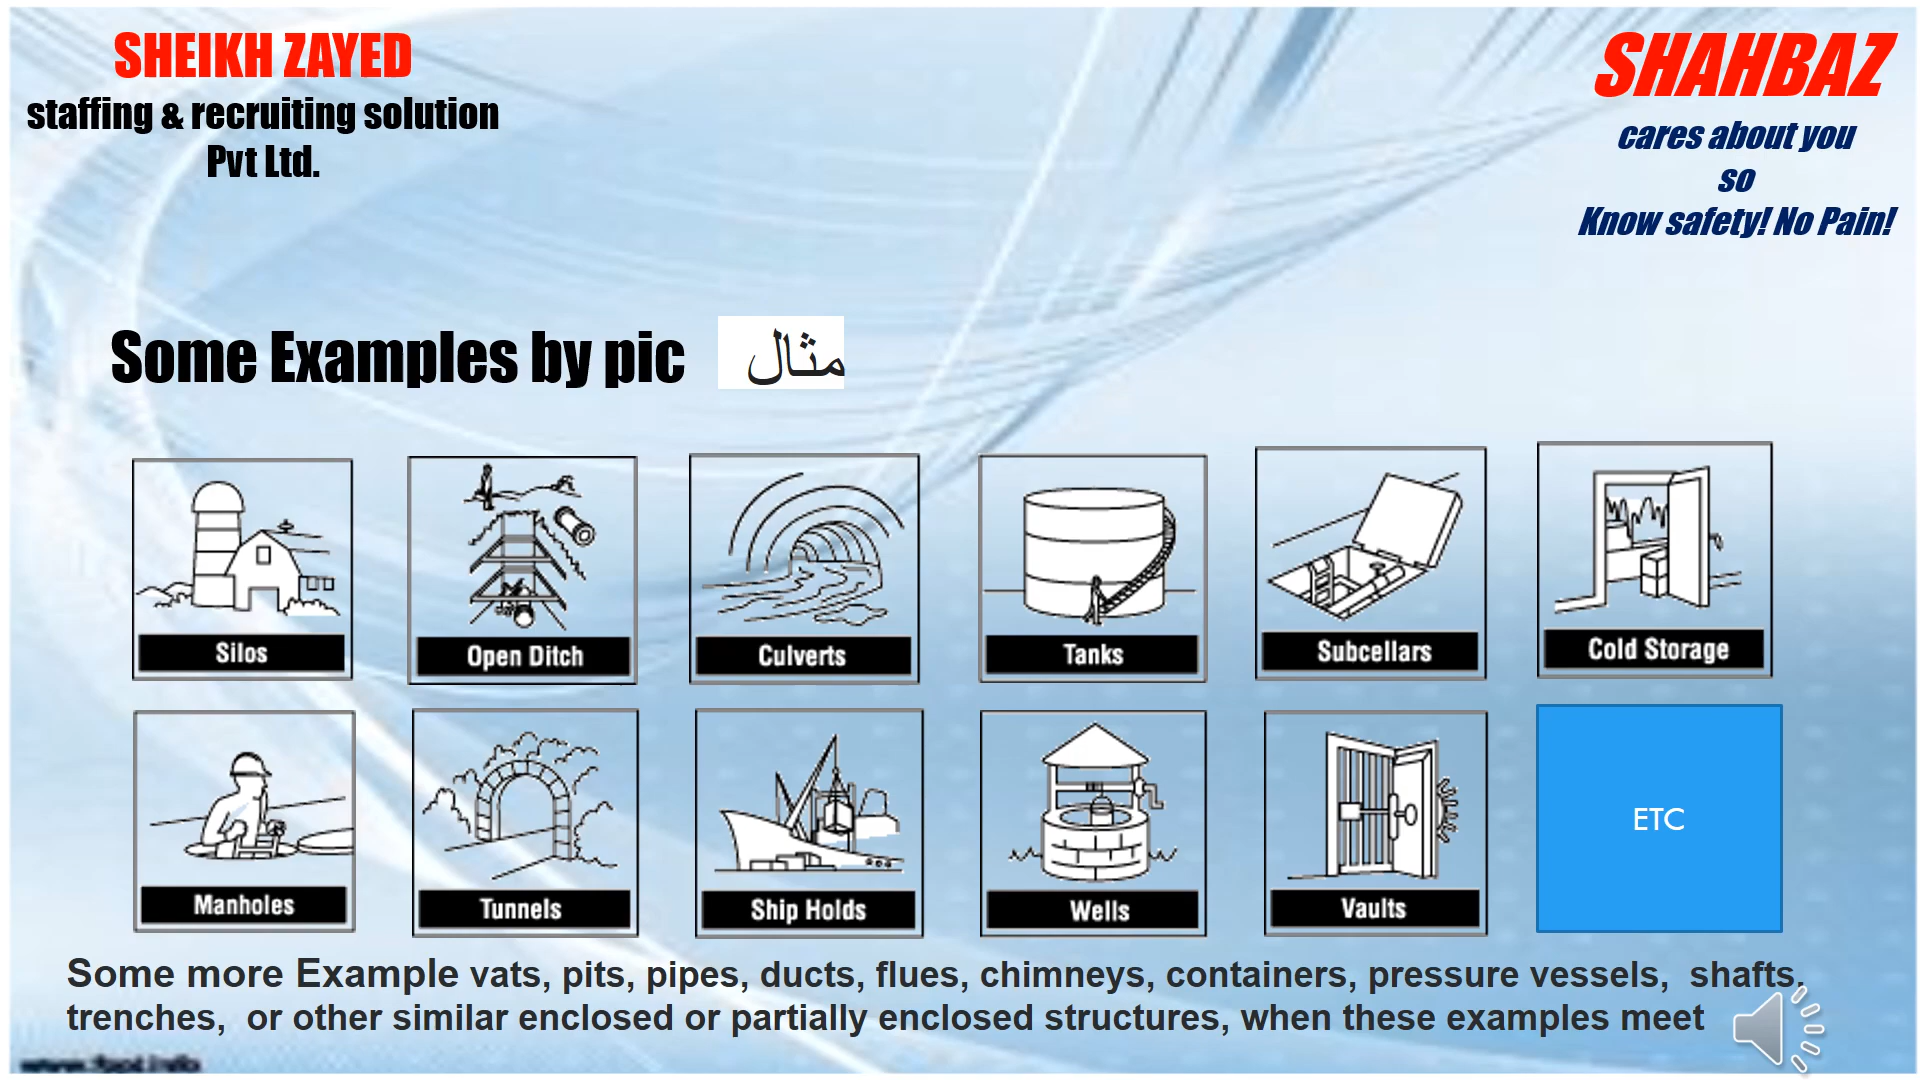 SHEIKH ZAYED
staffing & recruiting solution
Pvt Ltd.
SHAHBAZ
cares about you
so
Know safety! No Pain!
Some Examples by pic مثال
Silos
Open Ditch
Culverts
Tanks
Subcellars
Cold Storage
Manholes
Tunnels
Ship Holds
Wells
Vaults
ETC
Some more Example vats, pits, pipes, ducts, flues, chimneys, containers, pressure vessels, shafts,
trenches, or other similar enclosed or partially enclosed structures, when these examples meet